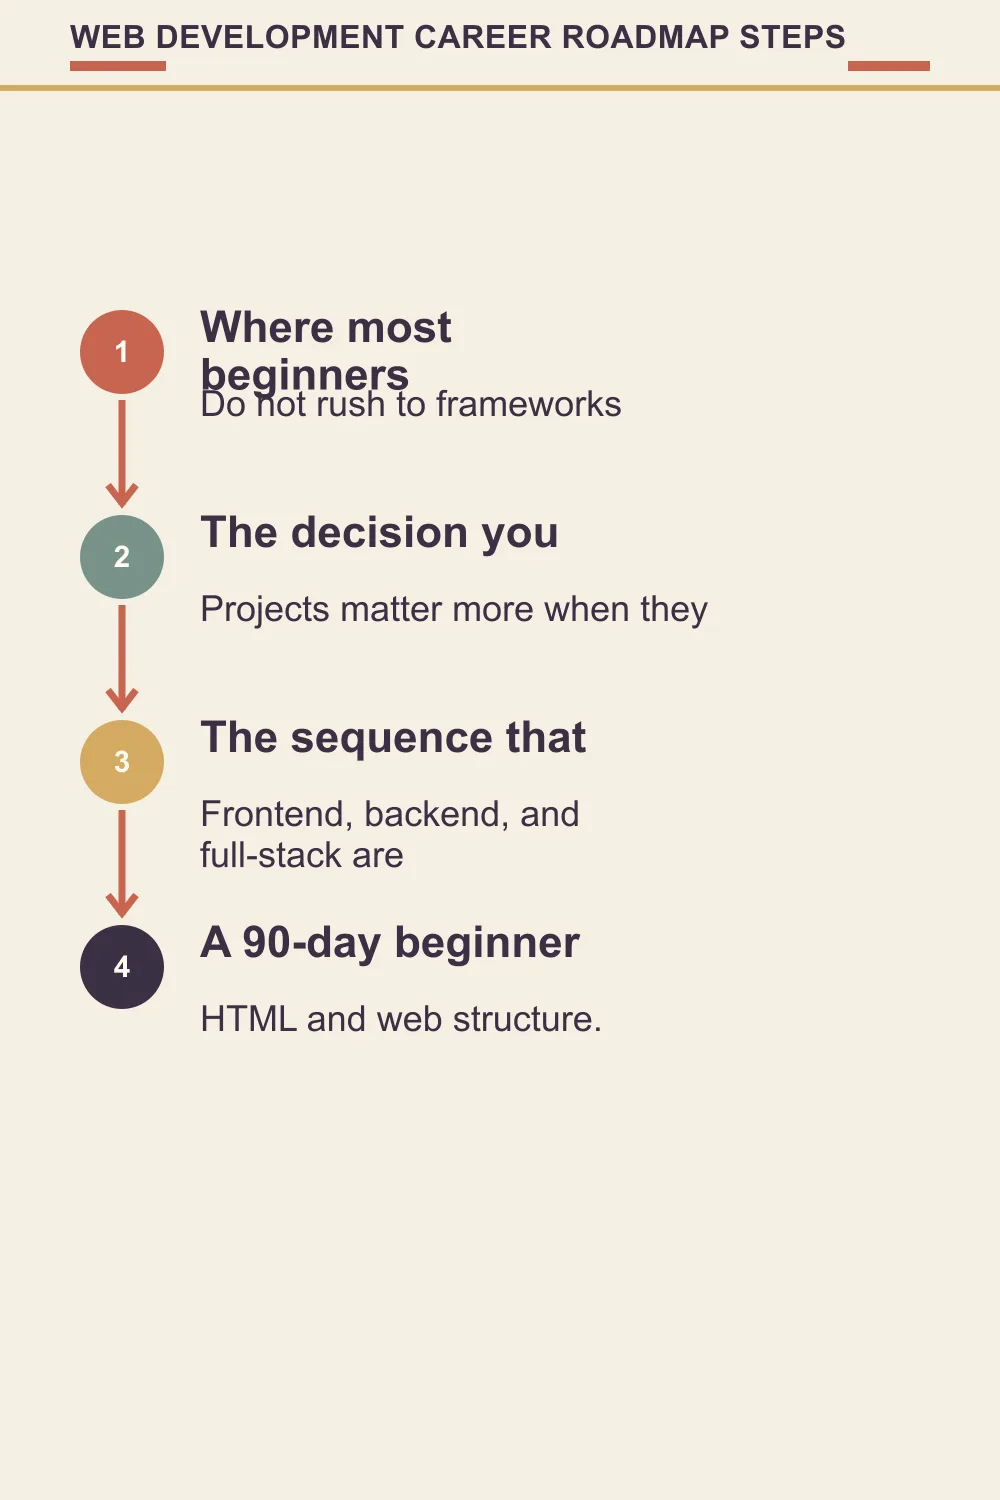 WEB DEVELOPMENT CAREER ROADMAP STEPS
1
Where most
beginners
Do not rush to frameworks
2
The decision you
Projects matter more when they
3
The sequence that
Frontend, backend, and
full-stack are
4
A 90-day beginner
HTML and web structure.